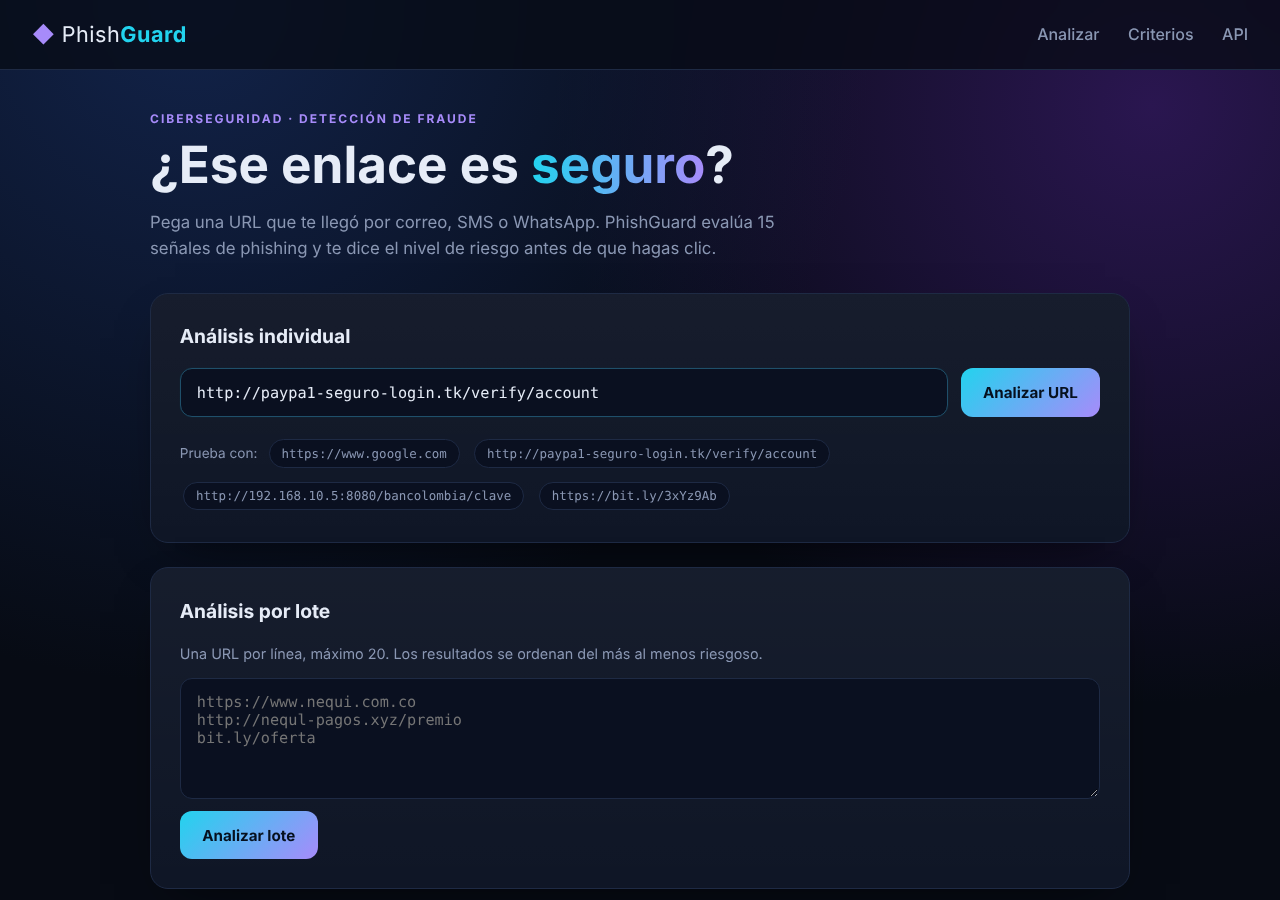 PhishGuard
Analizar
Criterios
API
CIBERSEGURIDAD · DETECCIÓN DE FRAUDE
¿Ese enlace es seguro?
Pega una URL que te llegó por correo, SMS o WhatsApp. PhishGuard evalúa 15
señales de phishing y te dice el nivel de riesgo antes de que hagas clic.
Análisis individual
http://paypa1-seguro-login.tk/verify/account
Analizar URL
Prueba con:
https://www.google.com
http://paypa1-seguro-login.tk/verify/account
http://192.168.10.5:8080/bancolombia/clave
https://bit.ly/3xYz9Ab
Análisis por lote
Una URL por línea, máximo 20. Los resultados se ordenan del más al menos riesgoso.
https://www.nequi.com.co
http://nequl-pagos.xyz/premio
bit.ly/oferta
Analizar lote